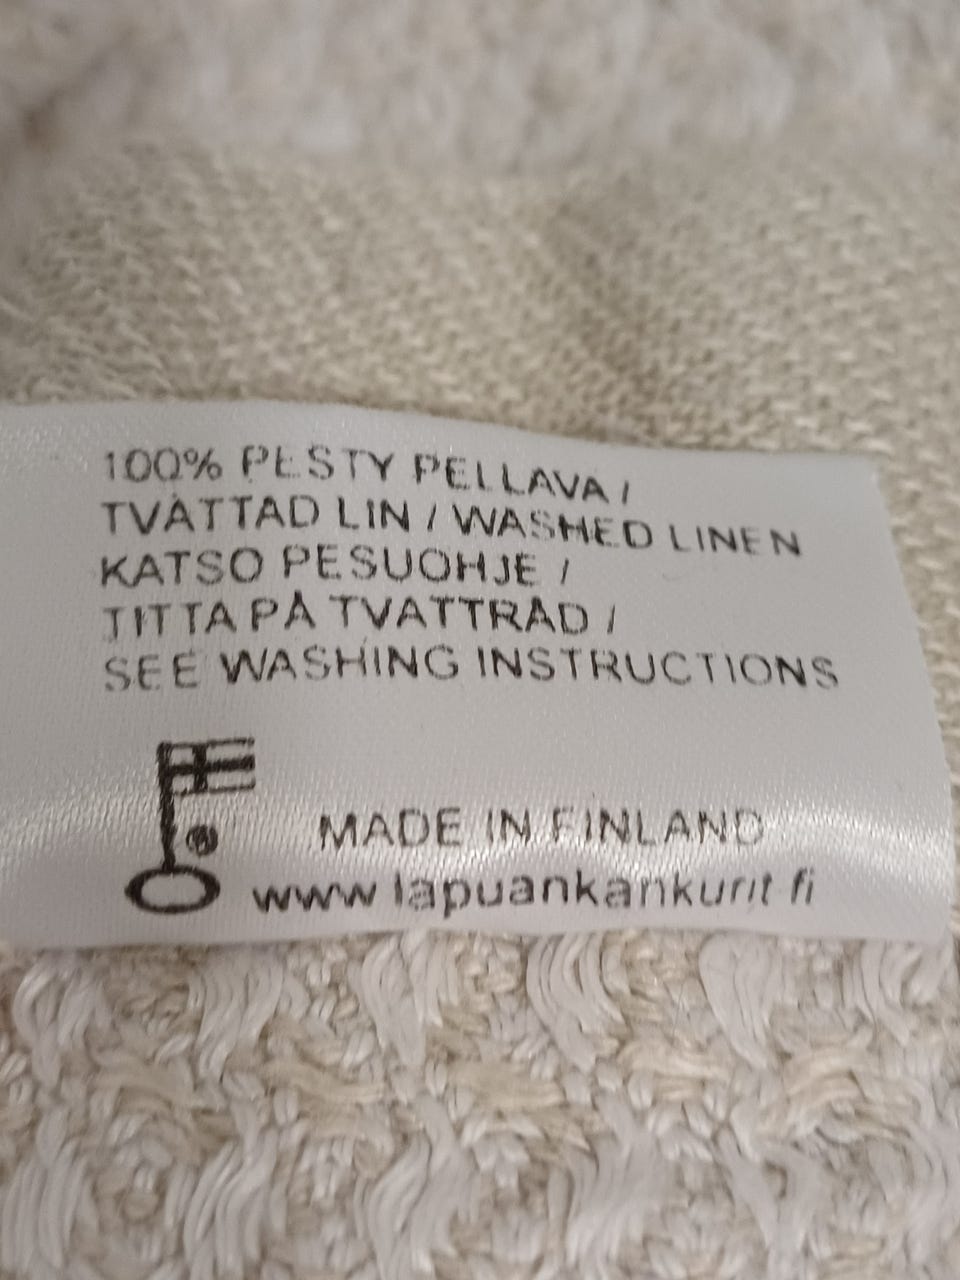 100% PESTY PELLAVA /
TVÄTTAD LIN / WASHED LINEN
KATSO PESUOHJE /
TITTA PÅ TVÄTTRÅD /
SEE WASHING INSTRUCTIONS
MADE IN FINLAND
www.lapuankankurit.fi